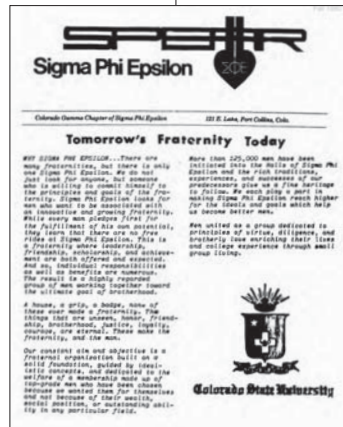 SPEAR
ΣΦΕ
Sigma Phi Epsilon
Colorado Gamma Chapter of Sigma Phi Epsilon
121 E. Lake, Fort Collins, Colo.
Tomorrow's Fraternity Today
WHY SIGMA PHI EPSILON...There are
many fraternities, but there is only
one Sigma Phi Epsilon. We do not
just look for anyone, but someone
who is willing to commit himself to
the principles and goals of the fra-
ternity. Sigma Phi Epsilon looks for
men who want to be associated with
an innovative and growing fraternity.
While every man pledges first for
the fulfillment of his own potential,
they learn that there are no free
rides at Sigma Phi Epsilon. This is
a fraternity where leadership,
friendship, scholarship, and achieve-
ment are both offered and expected.
And so, individual responsibilities
as well as benefits are numerous.
The result is a highly regarded
group of men working together toward
the ultimate goal of brotherhood.
A house, a grip, a badge, none of
these ever made a fraternity. The
things that are unseen, honor, friend-
ship, brotherhood, justice, loyalty,
courage, are eternal. These make the
fraternity, and the man.
Our constant aim and objective is a
fraternal organization built on a
solid foundation, guided by ideal-
istic concepts, and dedicated to the
welfare of a membership made up of
top-grade men who have been chosen
because we wanted them for themselves
and not because of their wealth,
social position, or outstanding abil-
ity in any particular field.
More than 125,000 men have been
initiated into the Halls of Sigma Phi
Epsilon and the rich traditions,
experiences, and successes of our
predecessors give us a fine heritage
to follow. We each play a part in
making Sigma Phi Epsilon reach higher
for the ideals and goals which help
us become better men.
Men united as a group dedicated to
principles of virtue, diligence, and
brotherly love enriching their lives
and college experience through small
group living.
Colorado State University